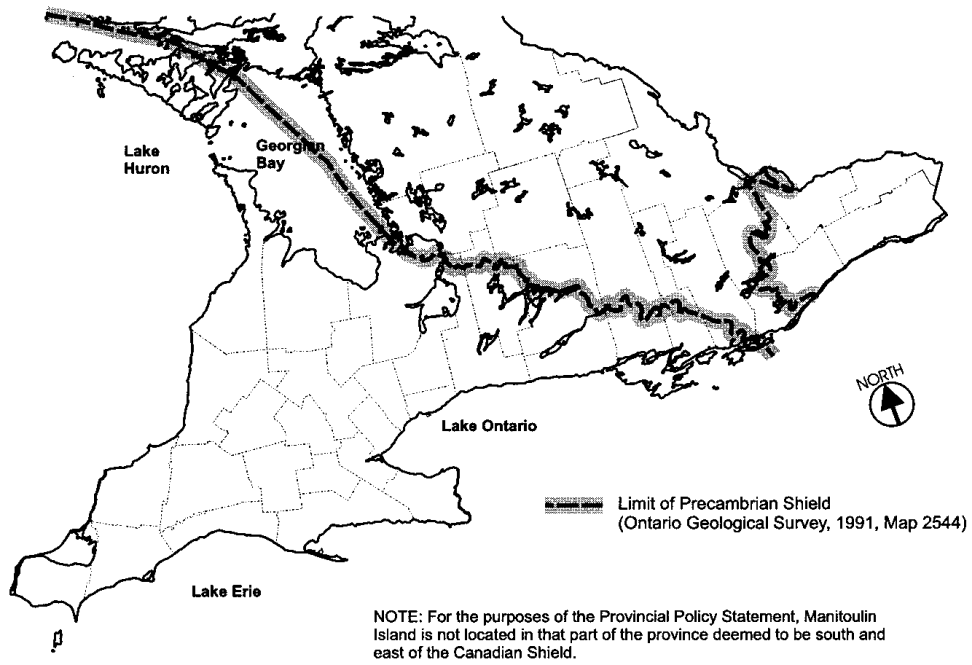 Lake
Huron
Georgian
Bay
NORTH
Lake Ontario
Limit of Precambrian Shield
(Ontario Geological Survey, 1991, Map 2544)
Lake Erie
NOTE: For the purposes of the Provincial Policy Statement, Manitoulin
Island is not located in that part of the province deemed to be south and
east of the Canadian Shield.